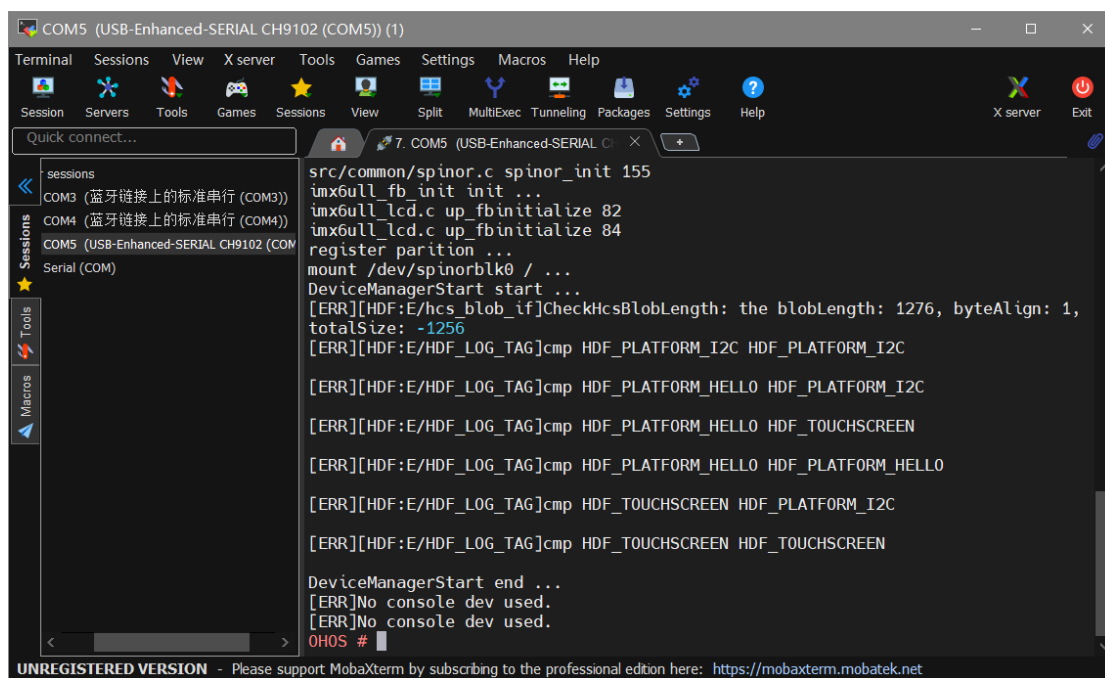 COM5 (USB-Enhanced-SERIAL CH9102 (COM5)) (1)
Terminal Sessions View X server Tools Games Settings Macros Help
Session Servers Tools Games Sessions View Split MultiExec Tunneling Packages Settings Help X server Exit
Quick connect...
7. COM5 (USB-Enhanced-SERIAL C
sessions
COM3 (蓝牙链接上的标准串行 (COM3))
COM4 (蓝牙链接上的标准串行 (COM4))
COM5 (USB-Enhanced-SERIAL CH9102 (COM
Serial (COM)
Sessions
Tools
Macros
src/common/spinor.c spinor_init 155
imx6ull_fb_init init ...
imx6ull_lcd.c up_fbinitialize 82
imx6ull_lcd.c up_fbinitialize 84
register parition ...
mount /dev/spinorblk0 / ...
DeviceManagerStart start ...
[ERR][HDF:E/hcs_blob_if]CheckHcsBlobLength: the blobLength: 1276, byteAlign: 1,
totalSize: -1256
[ERR][HDF:E/HDF_LOG_TAG]cmp HDF_PLATFORM_I2C HDF_PLATFORM_I2C
[ERR][HDF:E/HDF_LOG_TAG]cmp HDF_PLATFORM_HELLO HDF_PLATFORM_I2C
[ERR][HDF:E/HDF_LOG_TAG]cmp HDF_PLATFORM_HELLO HDF_TOUCHSCREEN
[ERR][HDF:E/HDF_LOG_TAG]cmp HDF_PLATFORM_HELLO HDF_PLATFORM_HELLO
[ERR][HDF:E/HDF_LOG_TAG]cmp HDF_TOUCHSCREEN HDF_PLATFORM_I2C
[ERR][HDF:E/HDF_LOG_TAG]cmp HDF_TOUCHSCREEN HDF_TOUCHSCREEN
DeviceManagerStart end ...
[ERR]No console dev used.
[ERR]No console dev used.
OHOS #
UNREGISTERED VERSION - Please support MobaXterm by subscribing to the professional edition here: https://mobaxterm.mobatek.net